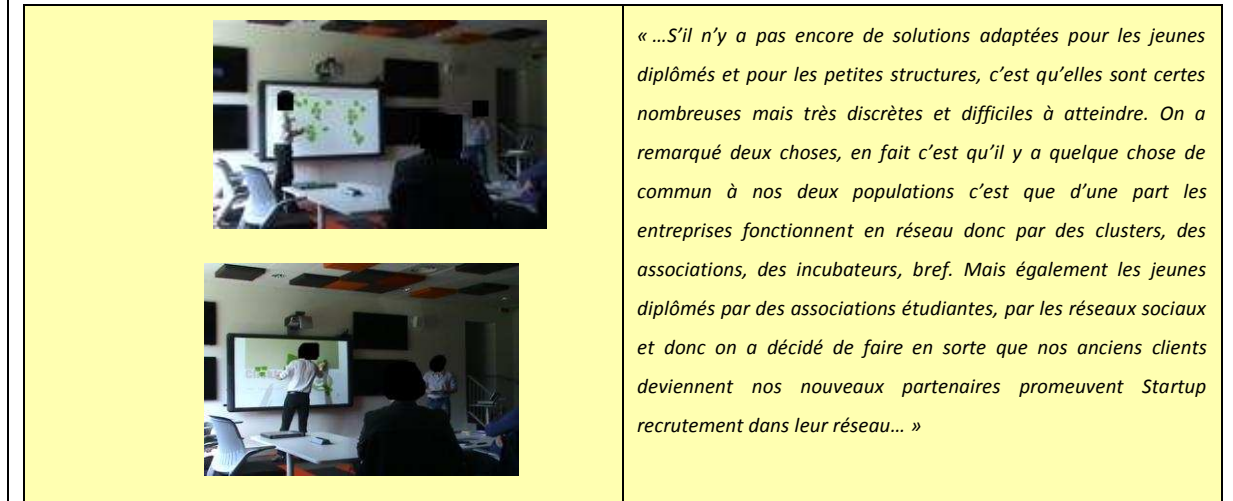 « …S’il n’y a pas encore de solutions adaptées pour les jeunes
diplômés et pour les petites structures, c’est qu’elles sont certes
nombreuses mais très discrètes et difficiles à atteindre. On a
remarqué deux choses, en fait c’est qu’il y a quelque chose de
commun à nos deux populations c’est que d’une part les
entreprises fonctionnent en réseau donc par des clusters, des
associations, des incubateurs, bref. Mais également les jeunes
diplômés par des associations étudiantes, par les réseaux sociaux
et donc on a décidé de faire en sorte que nos anciens clients
deviennent nos nouveaux partenaires promeuvent Startup
recrutement dans leur réseau… »